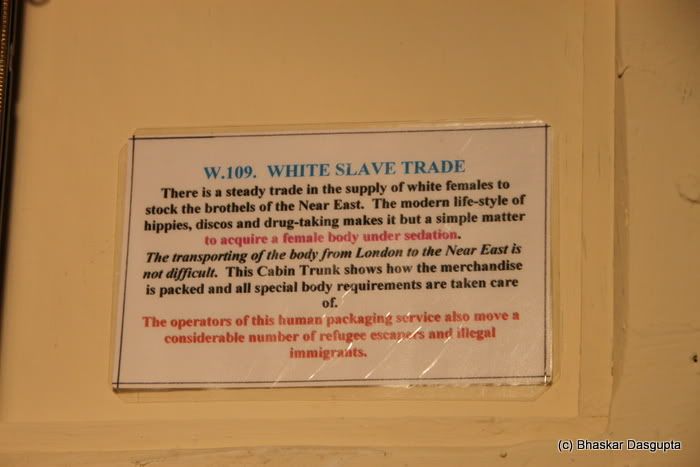 W.109. WHITE SLAVE TRADE
There is a steady trade in the supply of white females to
stock the brothels of the Near East. The modern life-style of
hippies, discos and drug-taking makes it but a simple matter
to acquire a female body under sedation.
The transporting of the body from London to the Near East is
not difficult. This Cabin Trunk shows how the merchandise
is packed and all special body requirements are taken care
of.
The operators of this human packaging service also move a
considerable number of refugee escapers and illegal
immigrants.
(c) Bhaskar Dasgupta